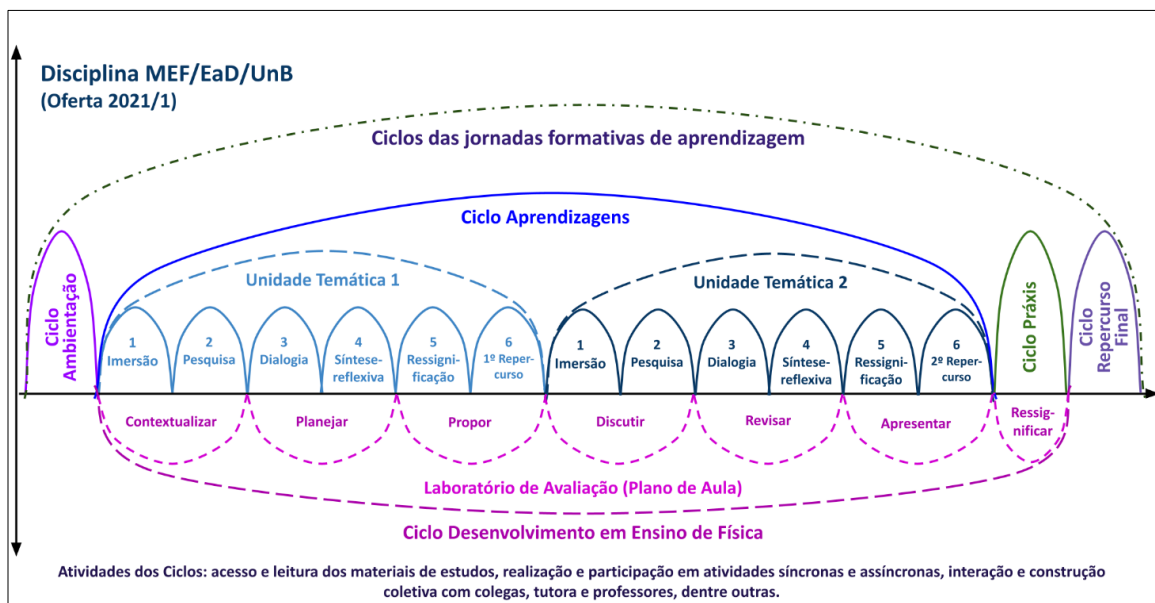 Disciplina MEF/EaD/UnB
(Oferta 2021/1)
Ciclos das jornadas formativas de aprendizagem
Ciclo Aprendizagens
Unidade Temática 1
Unidade Temática 2
Ciclo
Ambientação
1
Imersão
2
Pesquisa
3
Dialogia
4
Síntese-
reflexiva
5
Ressigni-
ficação
6
1º Reper-
curso
1
Imersão
2
Pesquisa
3
Dialogia
4
Síntese-
reflexiva
5
Ressigni-
ficação
6
2º Reper-
curso
Ciclo Práxis
Ciclo
Repercurso
Final
Contextualizar
Planejar
Propor
Discutir
Revisar
Apresentar
Ressig-
nificar
Laboratório de Avaliação (Plano de Aula)
Ciclo Desenvolvimento em Ensino de Física
Atividades dos Ciclos: acesso e leitura dos materiais de estudos, realização e participação em atividades síncronas e assíncronas, interação e construção
coletiva com colegas, tutora e professores, dentre outras.